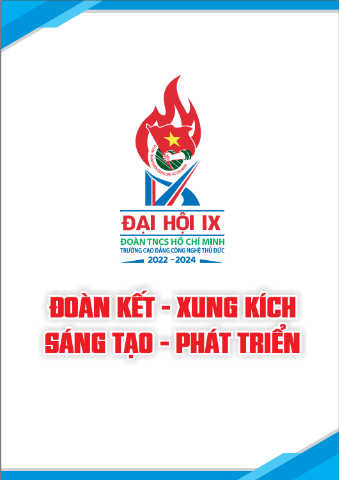 ĐẠI HỘI IX
ĐOÀN TNCS HỒ CHÍ MINH
TRƯỜNG CAO ĐẲNG CÔNG NGHỆ THỦ ĐỨC
2022 - 2024
ĐOÀN KẾT - XUNG KÍCH
SÁNG TẠO - PHÁT TRIỂN